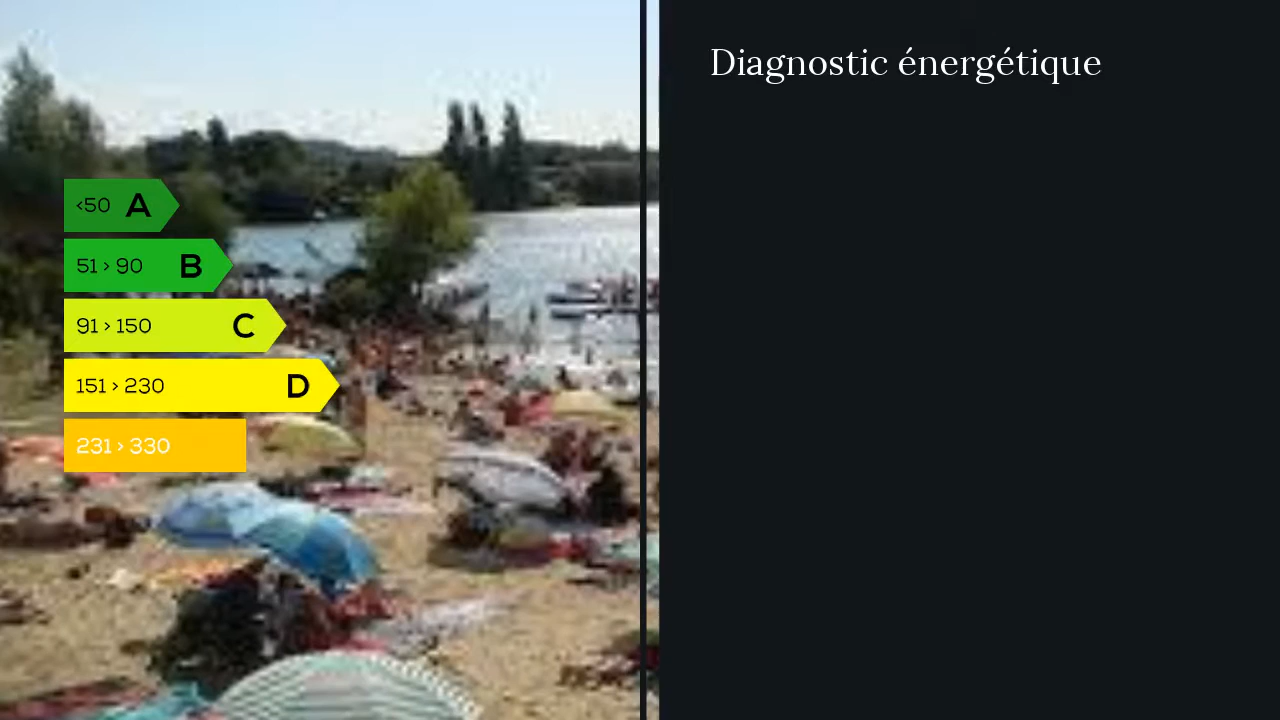 Diagnostic énergétique
<50 A
51 > 90 B
91 > 150 C
151 > 230 D
231 > 330